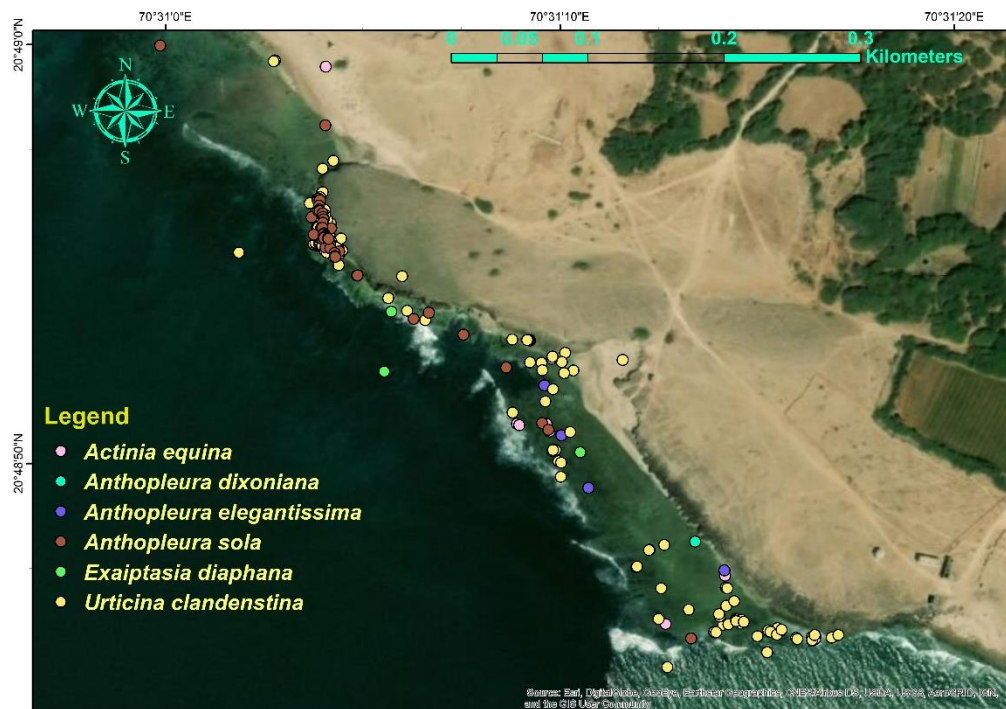 70°31'0"E
70°31'10"E
70°31'20"E
20°49'0"N
20°48'50"N
0 0.05 0.1 0.2 0.3
Kilometers
N
W E
S
Legend
Actinia equina
Anthopleura dixoniana
Anthopleura elegantissima
Anthopleura sola
Exaiptasia diaphana
Urticina clandenstina
Source: Esri, DigitalGlobe, GeoEye, Earthstar Geographics, CNES/Airbus DS, USDA, USGS, AeroGRID, IGN,
and the GIS User Community